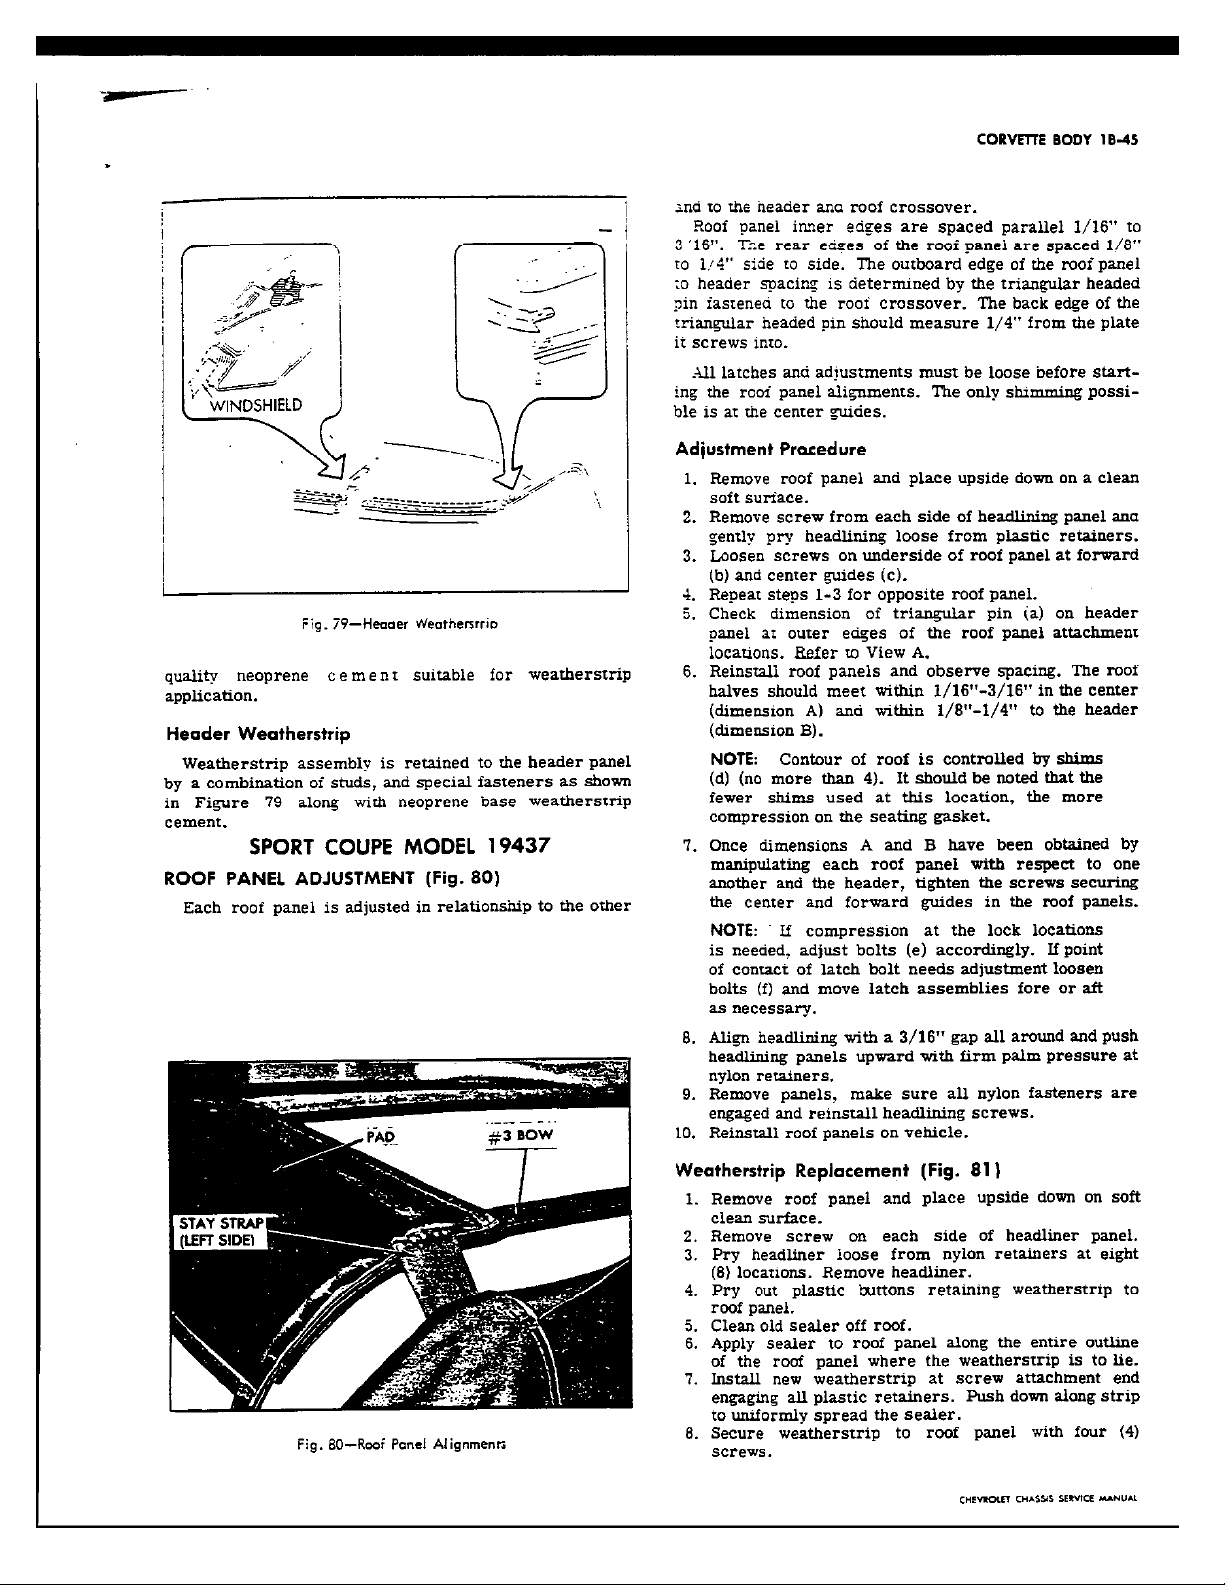 CORVETTE BODY 1B-45
WINDSHIELD
Fig. 79—Header Weatherstrip
quality neoprene cement suitable for weatherstrip
application.
Header Weatherstrip
Weatherstrip assembly is retained to the header panel
by a combination of studs, and special fasteners as shown
in Figure 79 along with neoprene base weatherstrip
cement.
SPORT COUPE MODEL 19437
ROOF PANEL ADJUSTMENT (Fig. 80)
Each roof panel is adjusted in relationship to the other
PAD
#3 BOW
STAY STRAP
(LEFT SIDE)
Fig. 80—Roof Panel Alignment
and to the header and roof crossover.
Roof panel inner edges are spaced parallel 1/16" to
3/16". The rear edges of the roof panel are spaced 1/8"
to 1/4" side to side. The outboard edge of the roof panel
to header spacing is determined by the triangular headed
pin fastened to the roof crossover. The back edge of the
triangular headed pin should measure 1/4" from the plate
it screws into.
All latches and adjustments must be loose before start-
ing the roof panel alignments. The only shimming possi-
ble is at the center guides.
Adjustment Procedure
1. Remove roof panel and place upside down on a clean
soft surface.
2. Remove screw from each side of headlining panel and
gently pry headlining loose from plastic retainers.
3. Loosen screws on underside of roof panel at forward
(b) and center guides (c).
4. Repeat steps 1-3 for opposite roof panel.
5. Check dimension of triangular pin (a) on header
panel at outer edges of the roof panel attachment
locations. Refer to View A.
6. Reinstall roof panels and observe spacing. The roof
halves should meet within 1/16"-3/16" in the center
(dimension A) and within 1/8"-1/4" to the header
(dimension B).
NOTE: Contour of roof is controlled by shims
(d) (no more than 4). It should be noted that the
fewer shims used at this location, the more
compression on the seating gasket.
7. Once dimensions A and B have been obtained by
manipulating each roof panel with respect to one
another and the header, tighten the screws securing
the center and forward guides in the roof panels.
NOTE: If compression at the lock locations
is needed, adjust bolts (e) accordingly. If point
of contact of latch bolt needs adjustment loosen
bolts (f) and move latch assemblies fore or aft
as necessary.
8. Align headlining with a 3/16" gap all around and push
headlining panels upward with firm palm pressure at
nylon retainers.
9. Remove panels, make sure all nylon fasteners are
engaged and reinstall headlining screws.
10. Reinstall roof panels on vehicle.
Weatherstrip Replacement (Fig. 81)
1. Remove roof panel and place upside down on soft
clean surface.
2. Remove screw on each side of headliner panel.
3. Pry headliner loose from nylon retainers at eight
(8) locations. Remove headliner.
4. Pry out plastic buttons retaining weatherstrip to
roof panel.
5. Clean old sealer off roof.
6. Apply sealer to roof panel along the entire outline
of the roof panel where the weatherstrip is to lie.
7. Install new weatherstrip at screw attachment end
engaging all plastic retainers. Push down along strip
to uniformly spread the sealer.
8. Secure weatherstrip to roof panel with four (4)
screws.
CHEVROLET CHASSIS SERVICE MANUAL